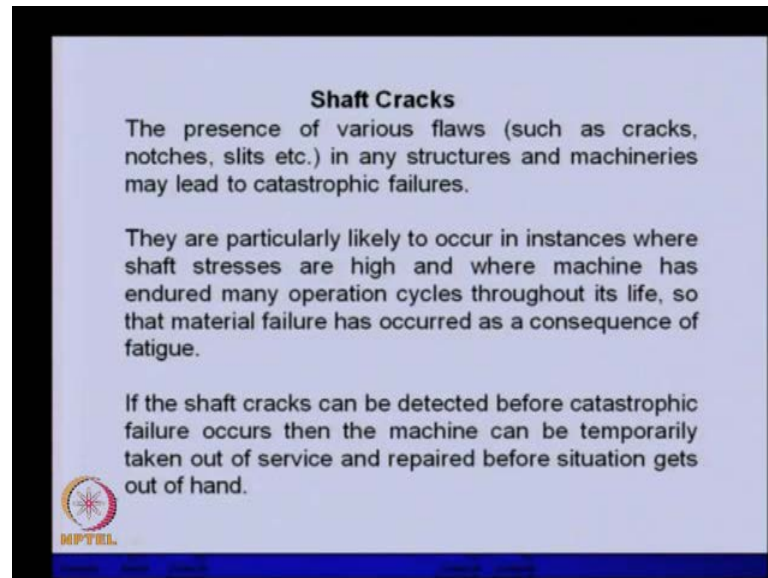 Shaft Cracks
The presence of various flaws (such as cracks,
notches, slits etc.) in any structures and machineries
may lead to catastrophic failures.
They are particularly likely to occur in instances where
shaft stresses are high and where machine has
endured many operation cycles throughout its life, so
that material failure has occurred as a consequence of
fatigue.
If the shaft cracks can be detected before catastrophic
failure occurs then the machine can be temporarily
taken out of service and repaired before situation gets
out of hand.
NPTEL